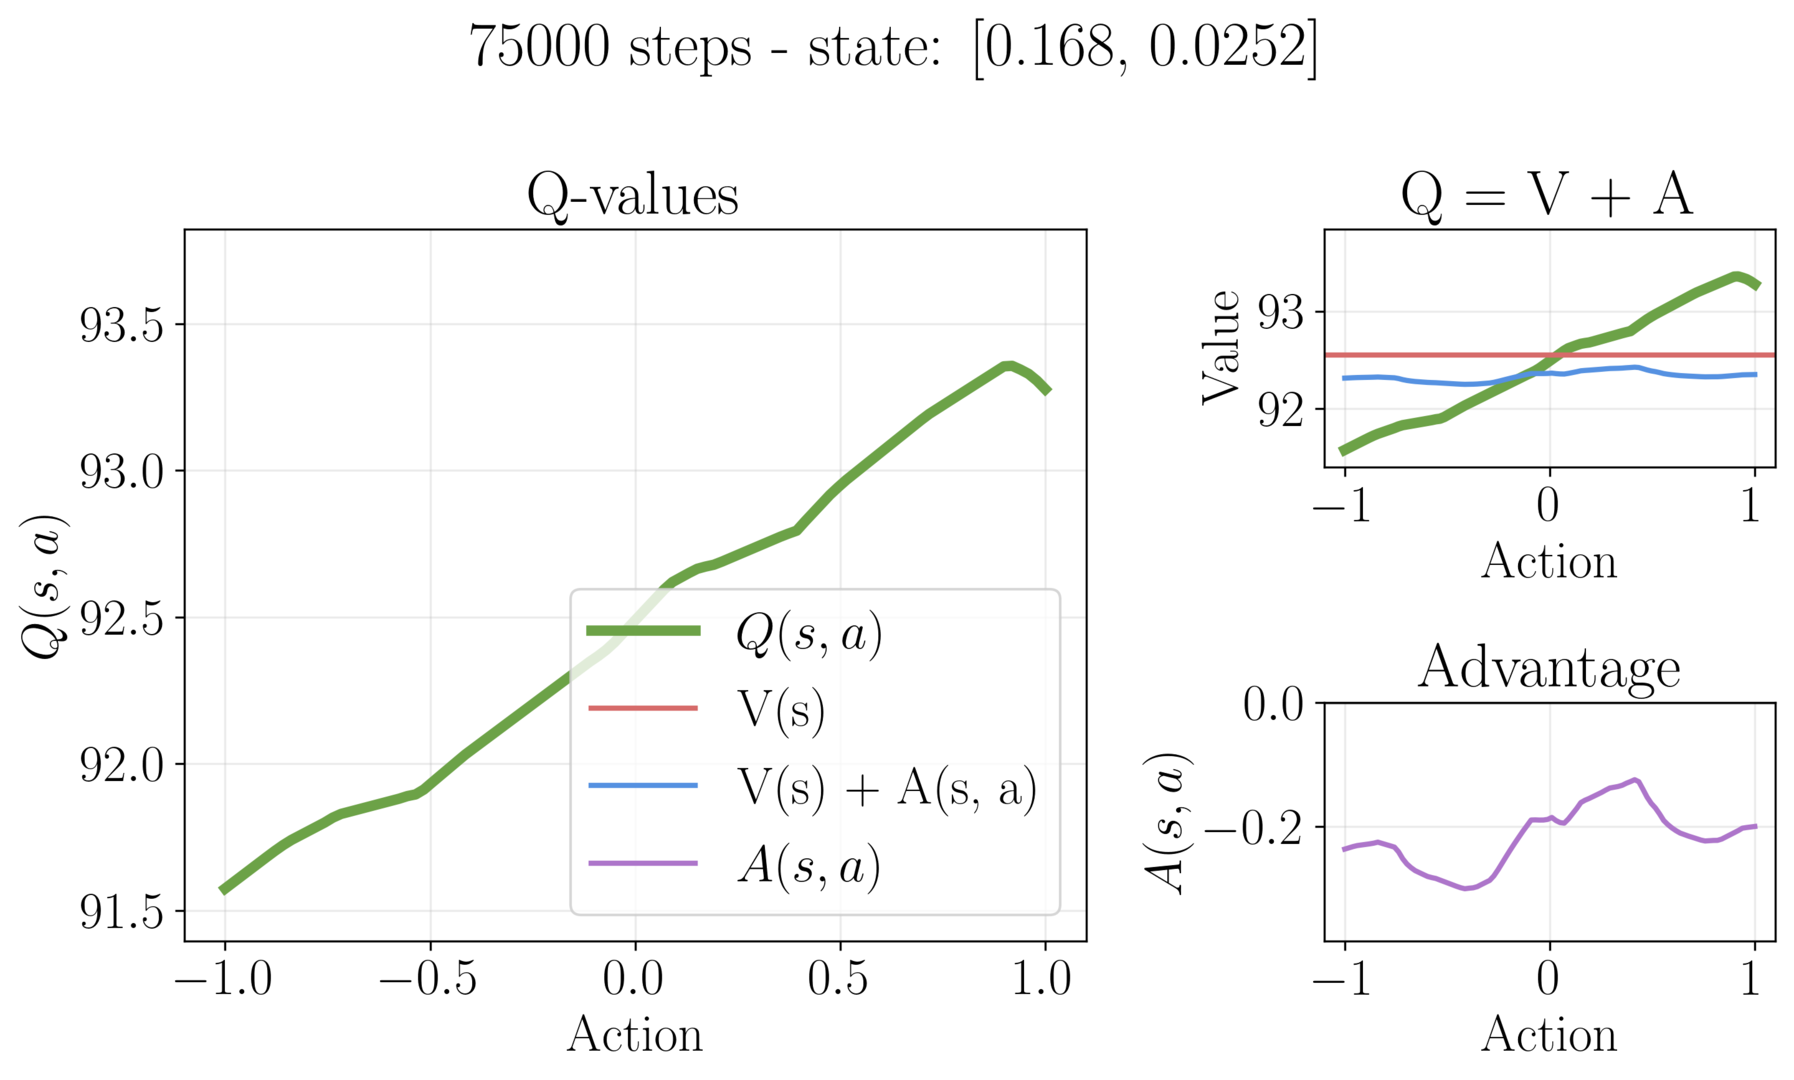 75000 steps - state: [0.168, 0.0252]
Q-values
Q(s, a)
93.5
93.0
92.5
92.0
91.5
−1.0 −0.5 0.0 0.5 1.0
Action
Q(s, a)
V(s)
V(s) + A(s, a)
A(s, a)
Q = V + A
Value
93
92
−1 0 1
Action
Advantage
A(s, a)
0.0
−0.2
−1 0 1
Action